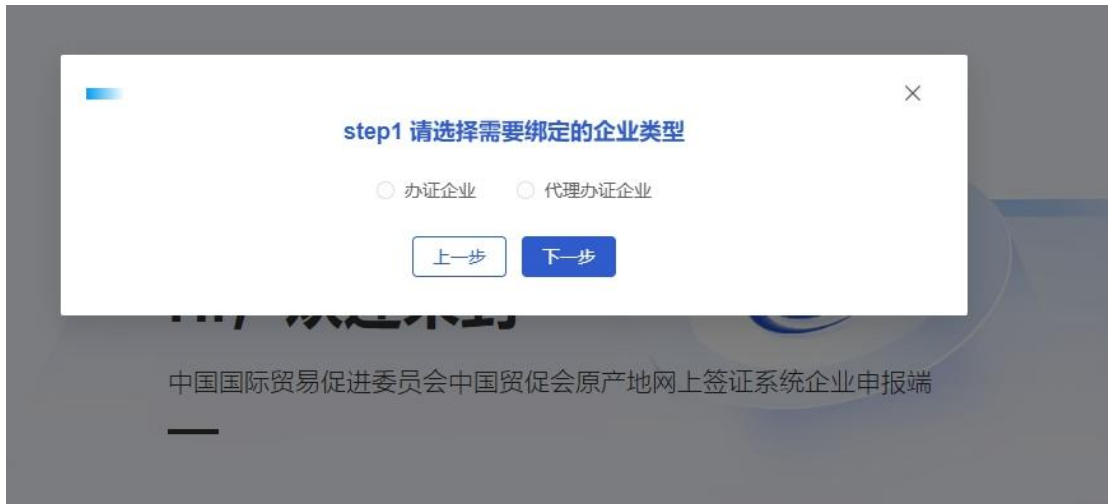 step1 请选择需要绑定的企业类型
办证企业 代理办证企业
上一步 下一步
中国国际贸易促进委员会中国贸促会原产地网上签证系统企业申报端